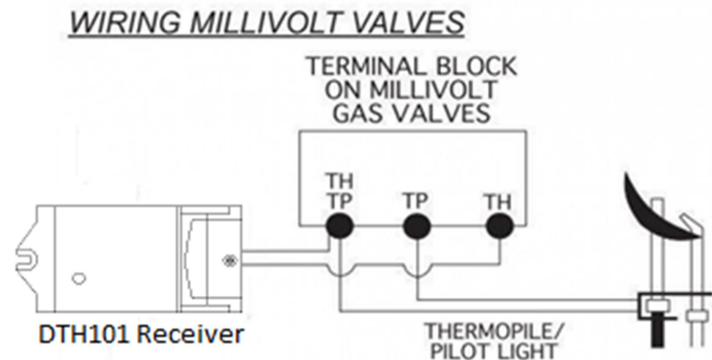 WIRING MILLIVOLT VALVES
TERMINAL BLOCK
ON MILLIVOLT
GAS VALVES
TH
TP
TP
TH
DTH101 Receiver
THERMOPILE/
PILOT LIGHT